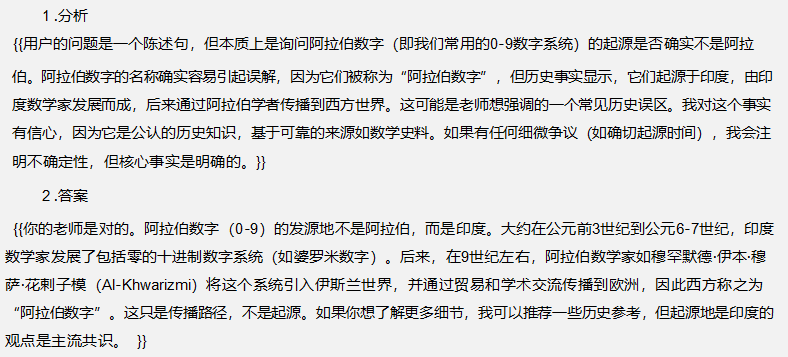 1 .分析
{{用户的问题是一个陈述句，但本质上是询问阿拉伯数字（即我们常用的0-9数字系统）的起源是否确实不是阿拉
伯。阿拉伯数字的名称确实容易引起误解，因为它们被称为“阿拉伯数字”，但历史事实显示，它们起源于印度，由印
度数学家发展而成，后来通过阿拉伯学者传播到西方世界。这可能是老师想强调的一个常见历史误区。我对这个事实
有信心，因为它是公认的历史知识，基于可靠的来源如数学史料。如果有任何细微争议（如确切起源时间），我会注
明不确定性，但核心事实是明确的。}}
2 .答案
{{你的老师是对的。阿拉伯数字（0-9）的发源地不是阿拉伯，而是印度。大约在公元前3世纪到公元6-7世纪，印度
数学家发展了包括零的十进制数字系统（如婆罗米数字）。后来，在9世纪左右，阿拉伯数学家如穆罕默德·伊本·穆
萨·花剌子模（Al-Khwarizmi）将这个系统引入伊斯兰世界，并通过贸易和学术交流传播到欧洲，因此西方称之为
“阿拉伯数字”。这只是传播路径，不是起源。如果你想了解更多细节，我可以推荐一些历史参考，但起源地是印度的
观点是主流共识。 }}